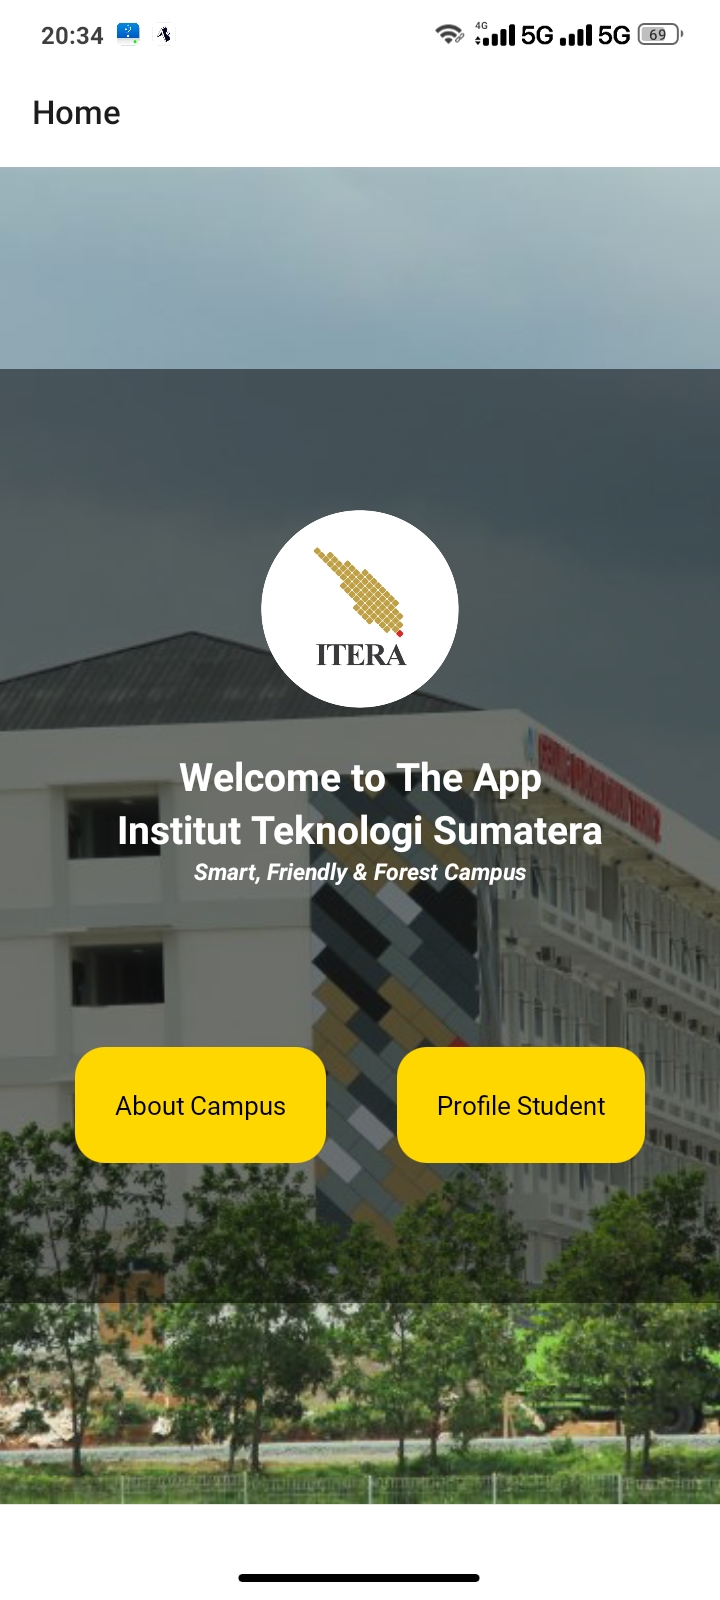 20:34
4G
5G
5G
69
Home
ITERA
Welcome to The App
Institut Teknologi Sumatera
Smart, Friendly & Forest Campus
About Campus
Profile Student